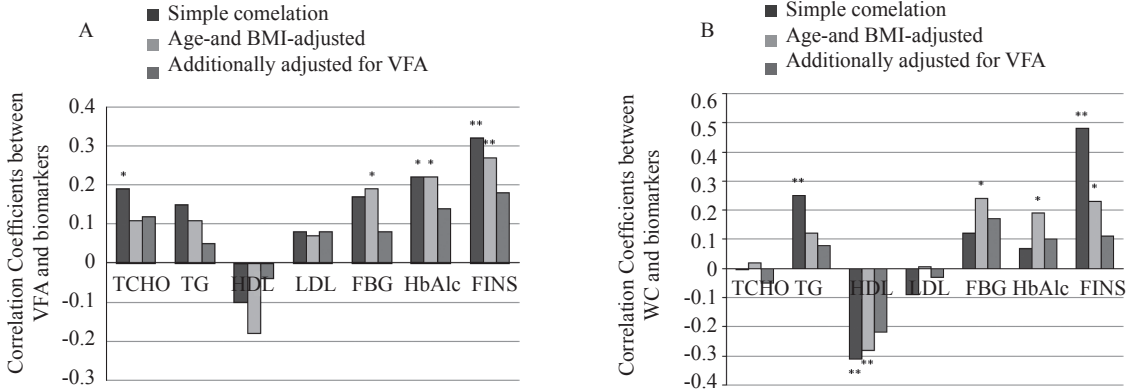 A
Simple comelation
Age-and BMI-adjusted
Additionally adjusted for VFA
Correlation Coefficients between
VFA and biomarkers
0.4
0.3
0.2
0.1
0
-0.1
-0.2
-0.3
*
*
* *
**
**
TCHO TG HDL LDL FBG HbAlc FINS
B
Simple comelation
Age-and BMI-adjusted
Additionally adjusted for VFA
Correlation Coefficients between
WC and biomarkers
0.6
0.5
0.4
0.3
0.2
0.1
0
-0.1
-0.2
-0.3
-0.4
**
**
*
*
*
TCHO TG HDL LDL FBG HbAlc FINS
**
**